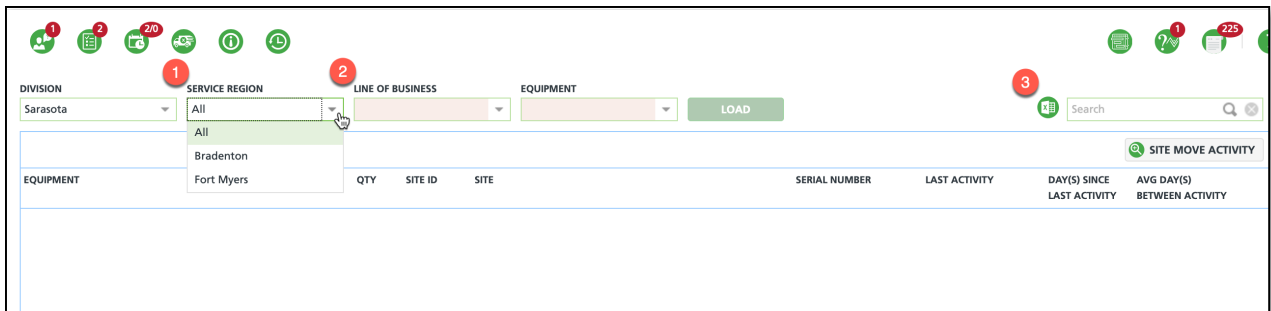 1 2 2/0 1 225
1 2 3
DIVISION SERVICE REGION LINE OF BUSINESS EQUIPMENT
Sarasota All LOAD Search
All
Bradenton
Fort Myers
SITE MOVE ACTIVITY
EQUIPMENT QTY SITE ID SITE SERIAL NUMBER LAST ACTIVITY DAY(S) SINCE AVG DAY(S)
LAST ACTIVITY BETWEEN ACTIVITY